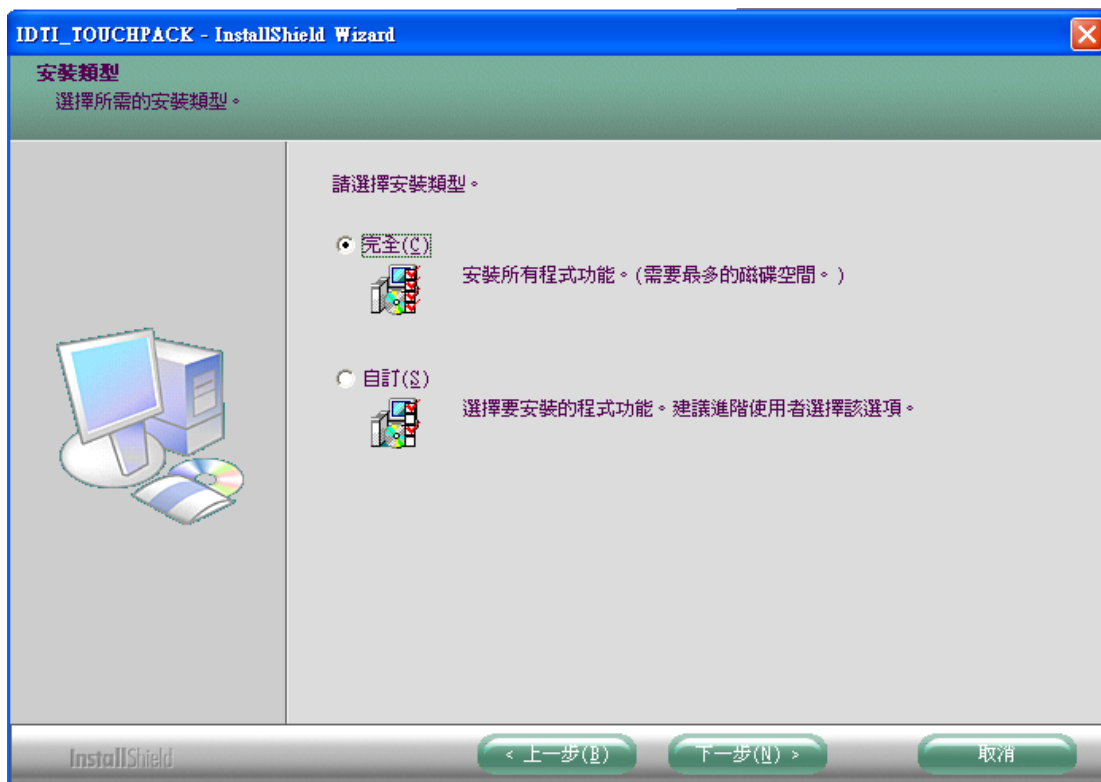 IDTI_TOUCHPACK - InstallShield Wizard
安裝類型
選擇所需的安裝類型。
請選擇安裝類型。
完全(C)
安裝所有程式功能。(需要最多的磁碟空間。)
自訂(S)
選擇要安裝的程式功能。建議進階使用者選擇該選項。
InstallShield
< 上一步(B)
下一步(N) >
取消